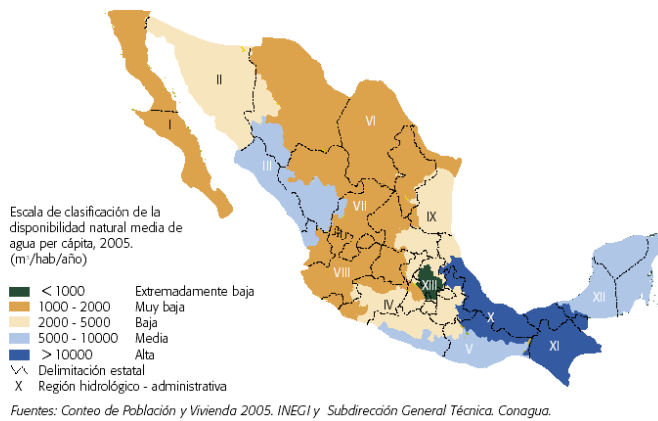 II
I
VI
III
IX
VII
VIII
XIII
IV
X
XII
V
XI
Escala de clasificación de la
disponibilidad natural media de
agua per cápita, 2005.
(m³/hab/año)
< 1000 Extremadamente baja
1000 - 2000 Muy baja
2000 - 5000 Baja
5000 - 10000 Media
> 10000 Alta
Delimitación estatal
X Región hidrológico - administrativa
Fuentes: Conteo de Población y Vivienda 2005. INEGI y Subdirección General Técnica. Conagua.